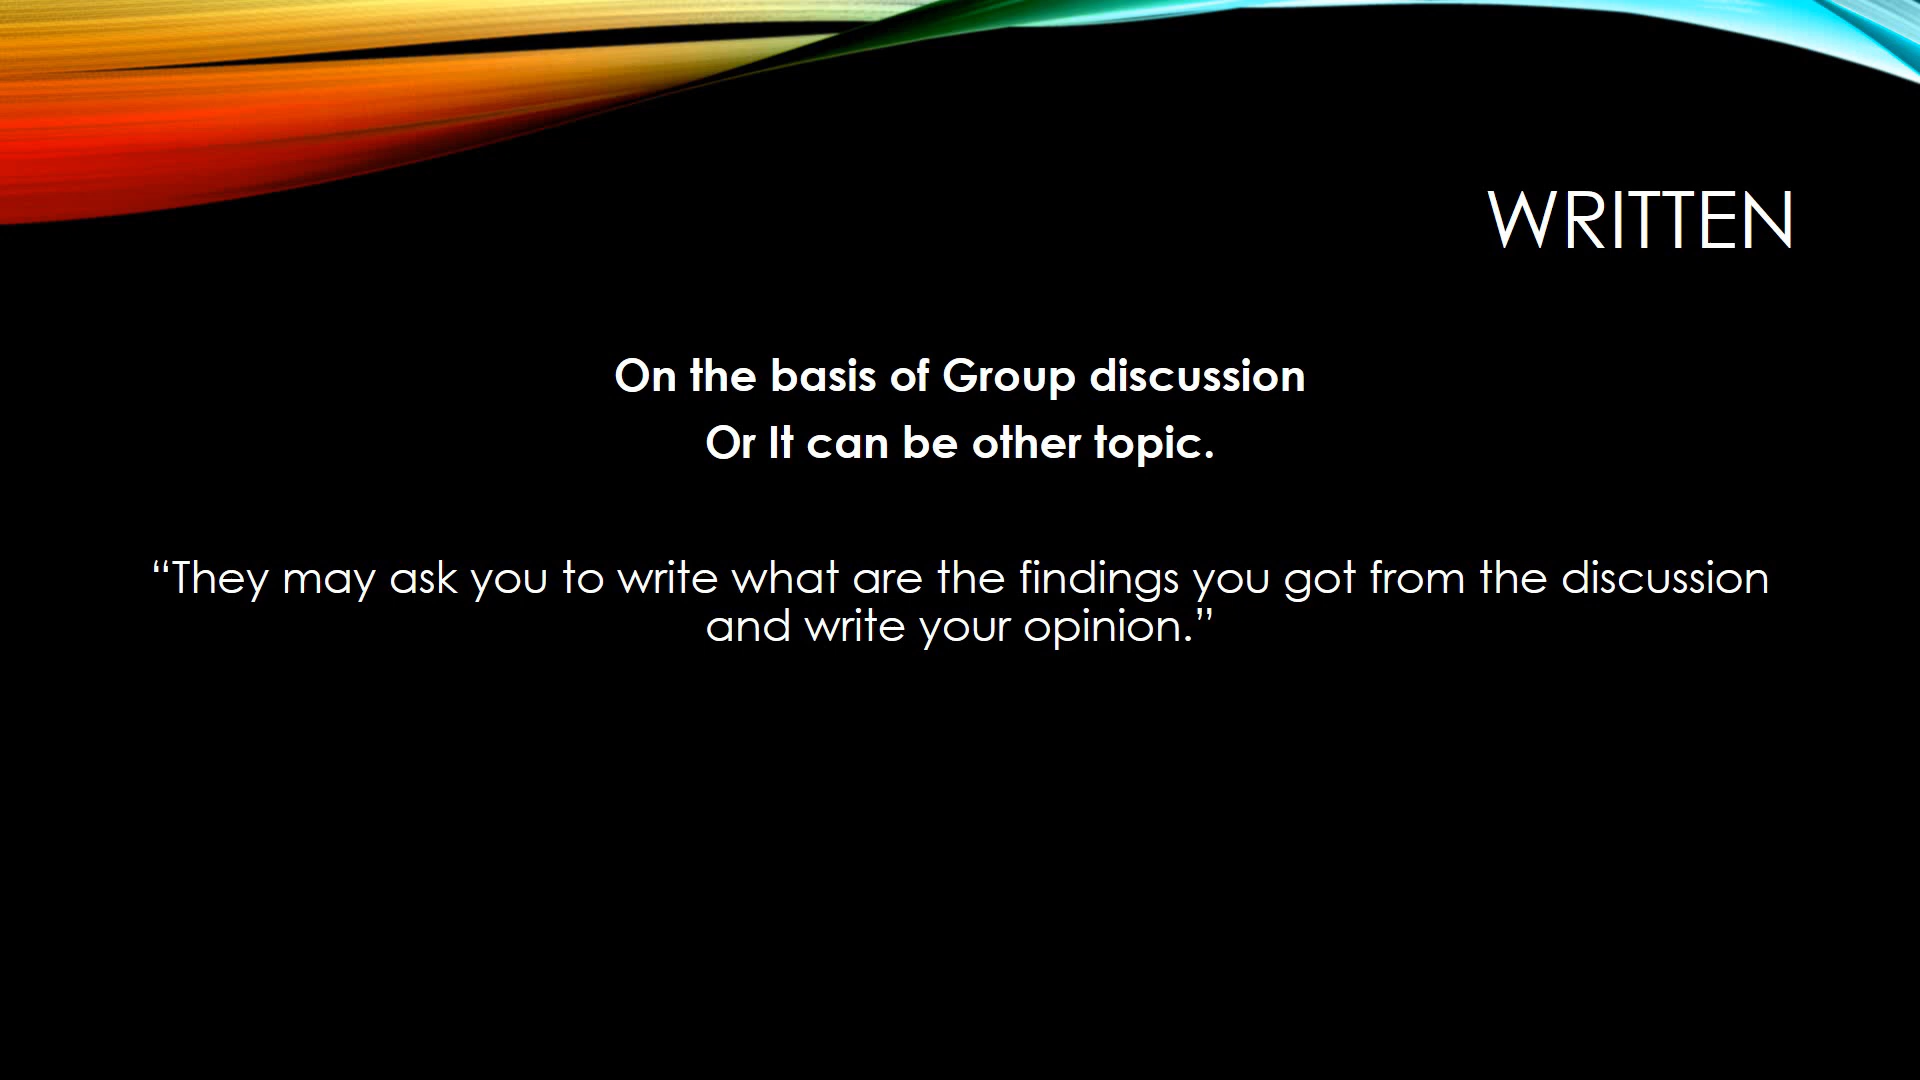 WRITTEN
On the basis of Group discussion
Or It can be other topic.
“They may ask you to write what are the findings you got from the discussion
and write your opinion.”